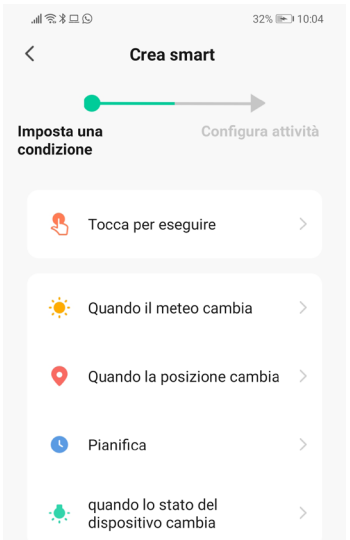 32% 10:04
Crea smart
Imposta una
condizione
Configura attività
Tocca per eseguire
Quando il meteo cambia
Quando la posizione cambia
Pianifica
quando lo stato del
dispositivo cambia